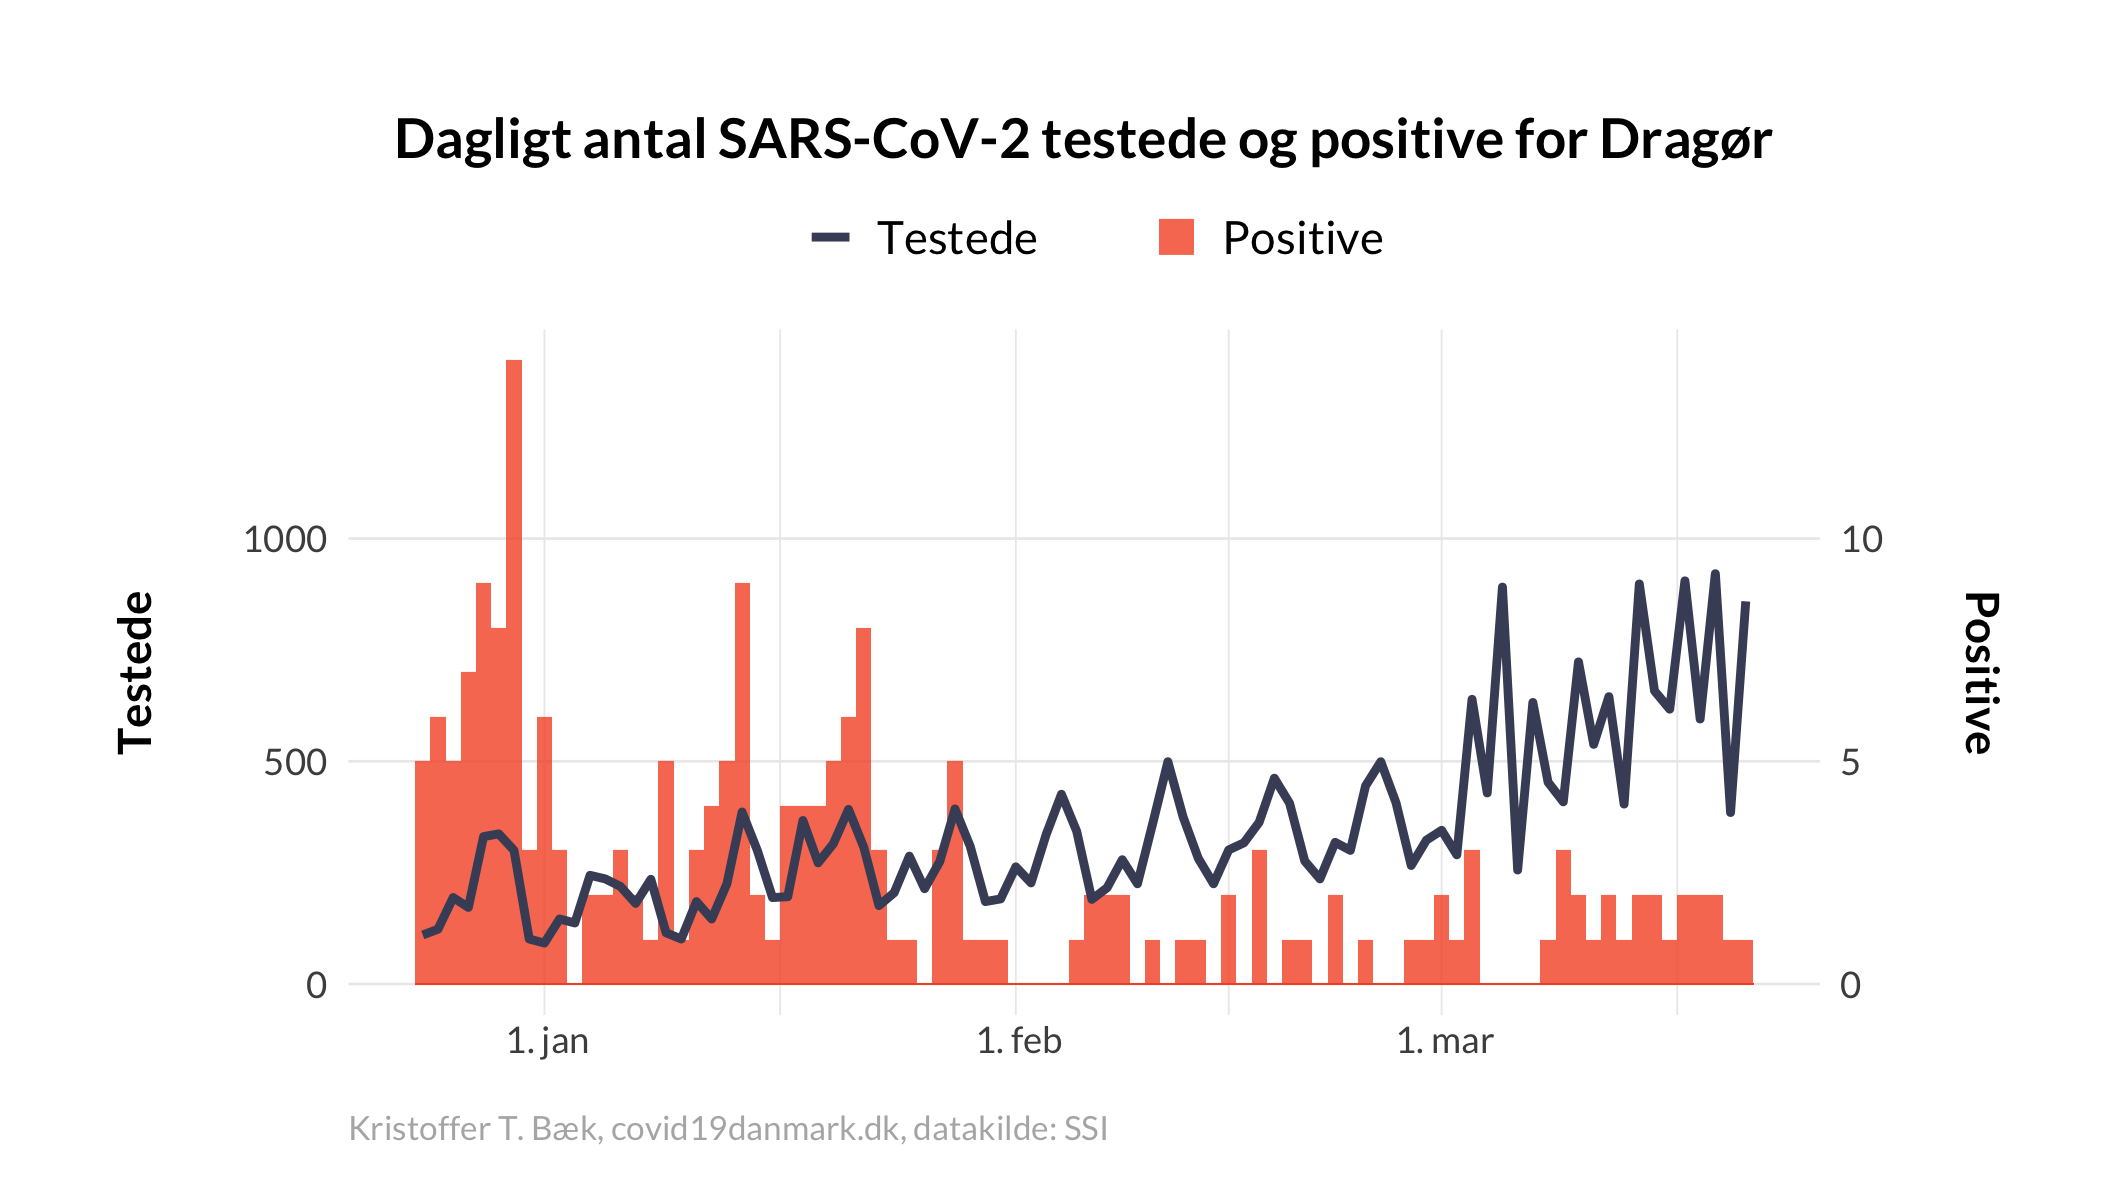 Dagligt antal SARS-CoV-2 testede og positive for Dragør
Testede
Positive
1000
500
0
Testede
10
5
0
Positive
1. jan
1. feb
1. mar
Kristoffer T. Bæk, covid19danmark.dk, datakilde: SSI